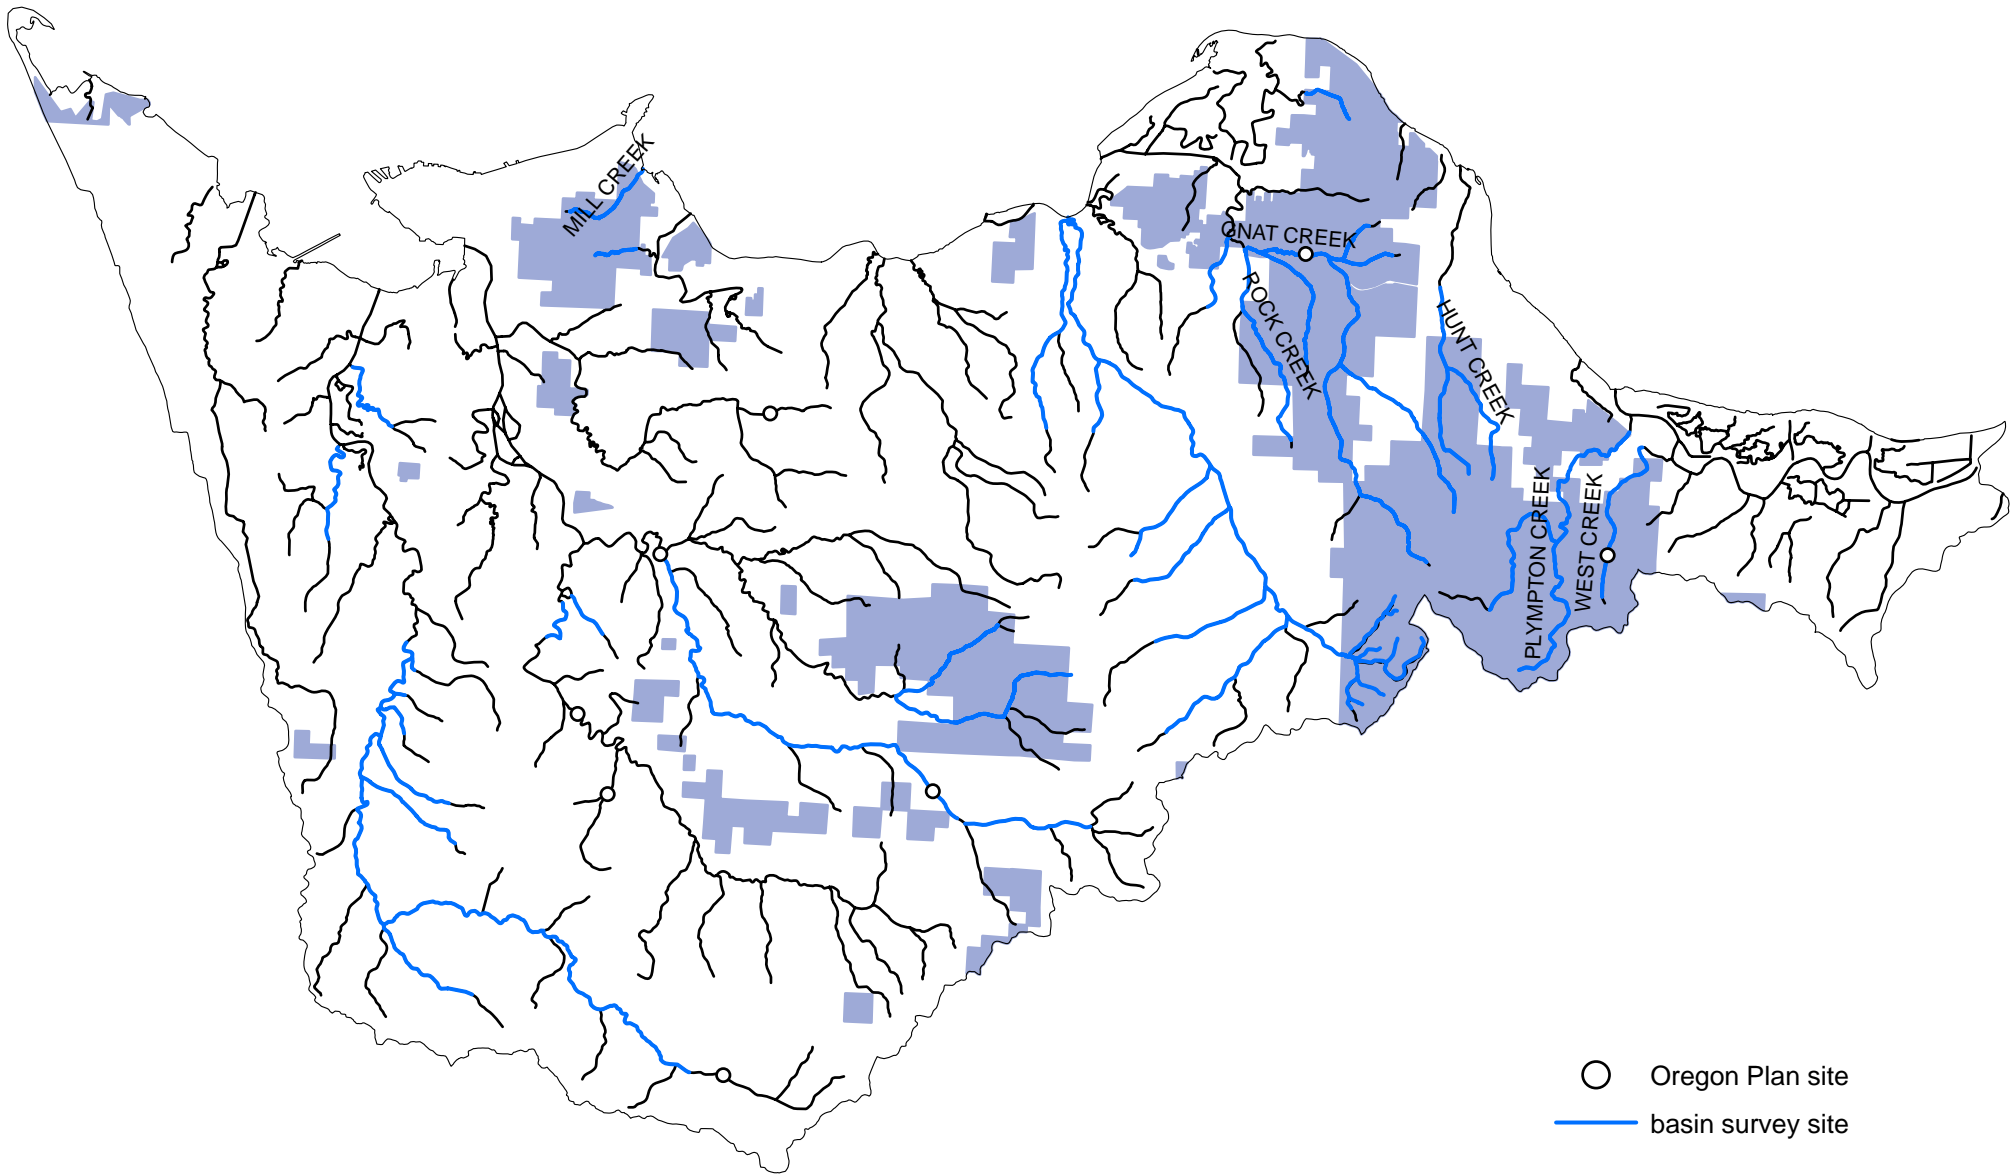 MILL CREEK
GNAT CREEK
ROCK CREEK
HUNT CREEK
PLYMPTON CREEK
WEST CREEK
Oregon Plan site
basin survey site